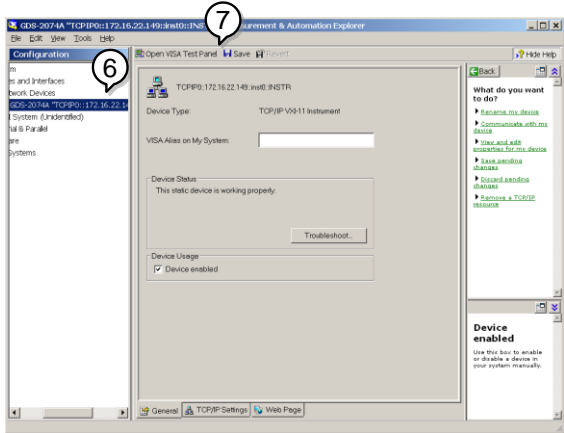 7
GDS-2074A "TCPIP0::172.16.22.149::inst0::INS urement & Automation Explorer
File Edit View Tools Help
Configuration
Open VISA Test Panel Save Revert
Hide Help
6
m
es and Interfaces
twork Devices
GDS-2074A "TCPIP0::172.16.22.14
t System (Unidentified)
rial & Parallel
are
Systems
TCPIP0::172.16.22.149::inst0::INSTR
Device Type: TCP/IP VXI-11 Instrument
VISA Alias on My System:
Device Status
This static device is working properly.
Troubleshoot...
Device Usage
Device enabled
General TCP/IP Settings Web Page
Back
What do you want
to do?
Rename my device
Communicate with my
device
View and edit
properties for my device
Save pending
changes
Discard pending
changes
Remove a TCP/IP
resource
Device
enabled
Use this box to enable
or disable a device in
your system manually.